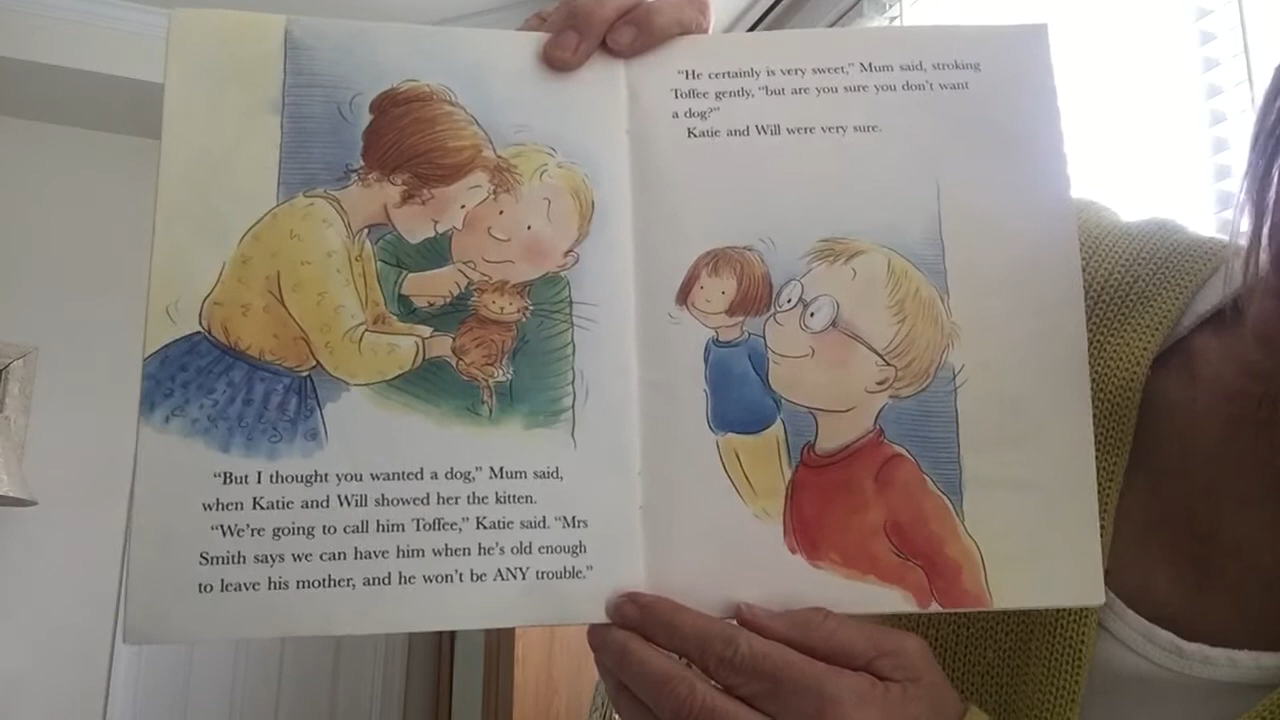 “But I thought you wanted a dog,” Mum said,
when Katie and Will showed her the kitten.
“We’re going to call him Toffee,” Katie said. “Mrs
Smith says we can have him when he’s old enough
to leave his mother, and he won’t be ANY trouble.”
“He certainly is very sweet,” Mum said, stroking
Toffee gently, “but are you sure you don’t want
a dog?”
Katie and Will were very sure.